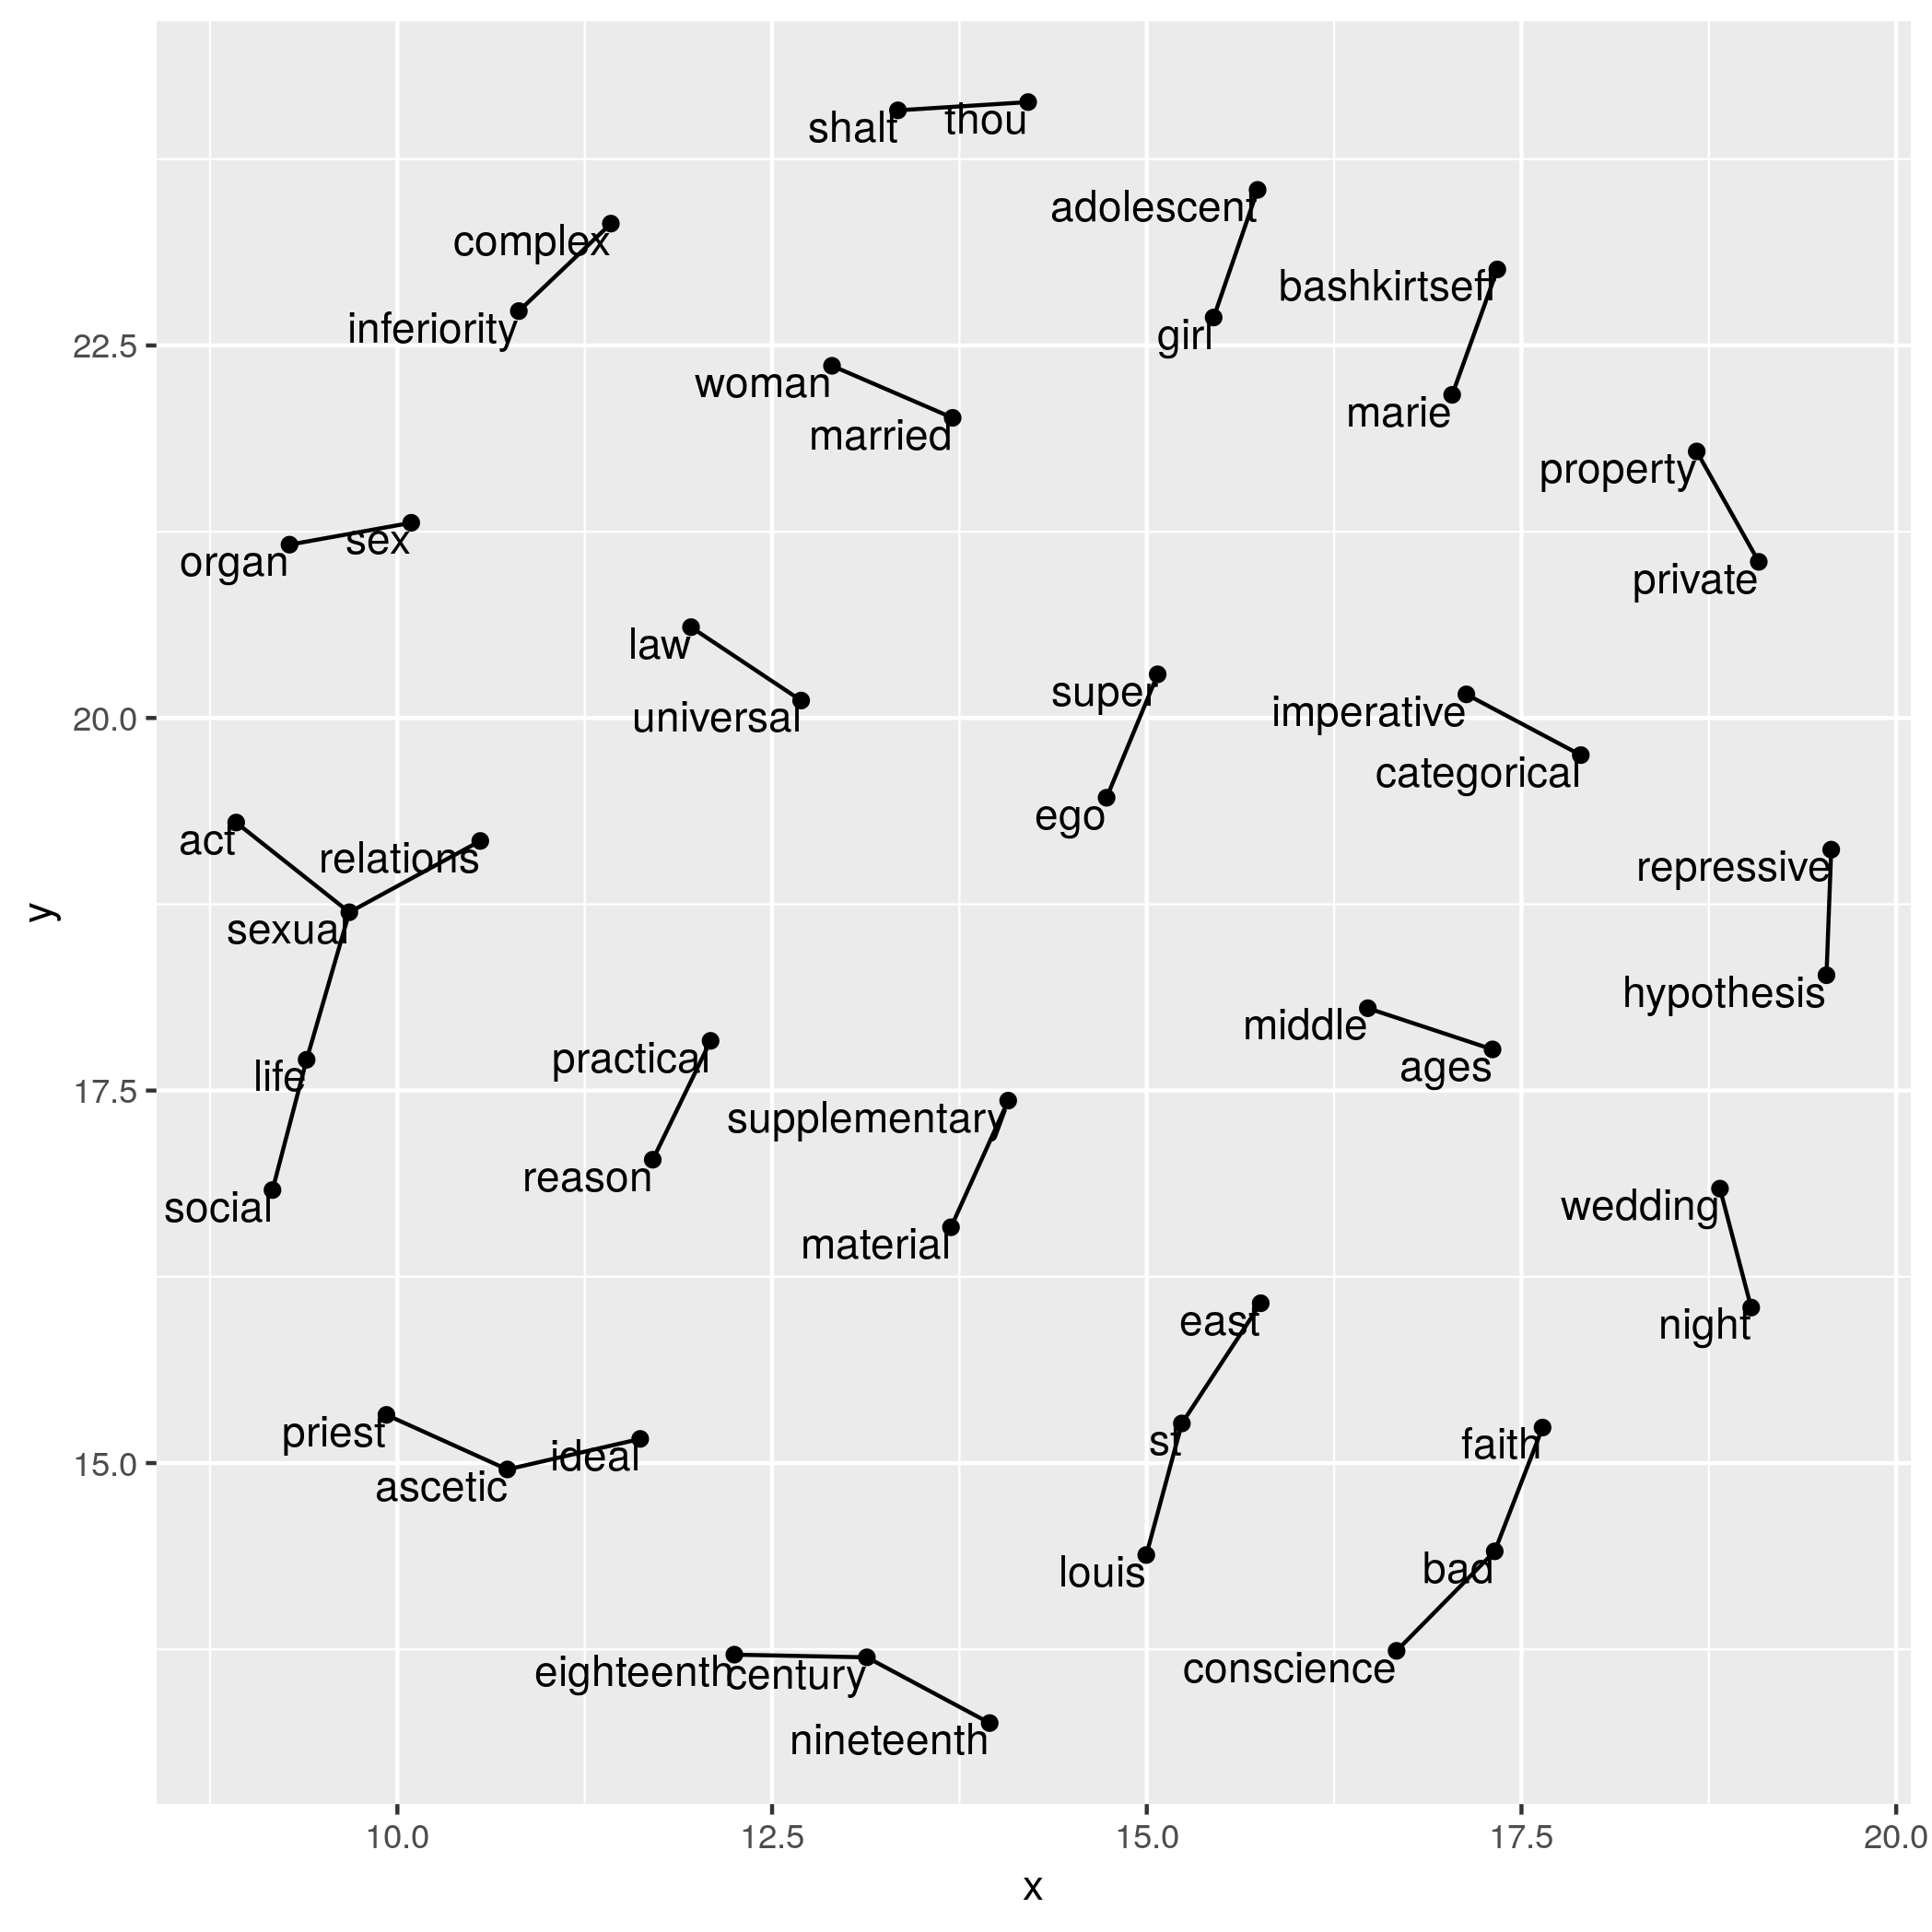 shalt
thou
adolescent
complex
bashkirtseff
inferiority
girl
22.5
woman
marie
married
property
sex
organ
private
law
super
imperative
universal
20.0
categorical
ego
act
relations
repressive
sexual
y
hypothesis
middle
practical
ages
life
17.5
supplementary
reason
wedding
social
material
east
night
priest
st
faith
ideal
15.0
ascetic
bad
louis
conscience
eighteenth
century
nineteenth
10.0 12.5 15.0 17.5 20.0
x